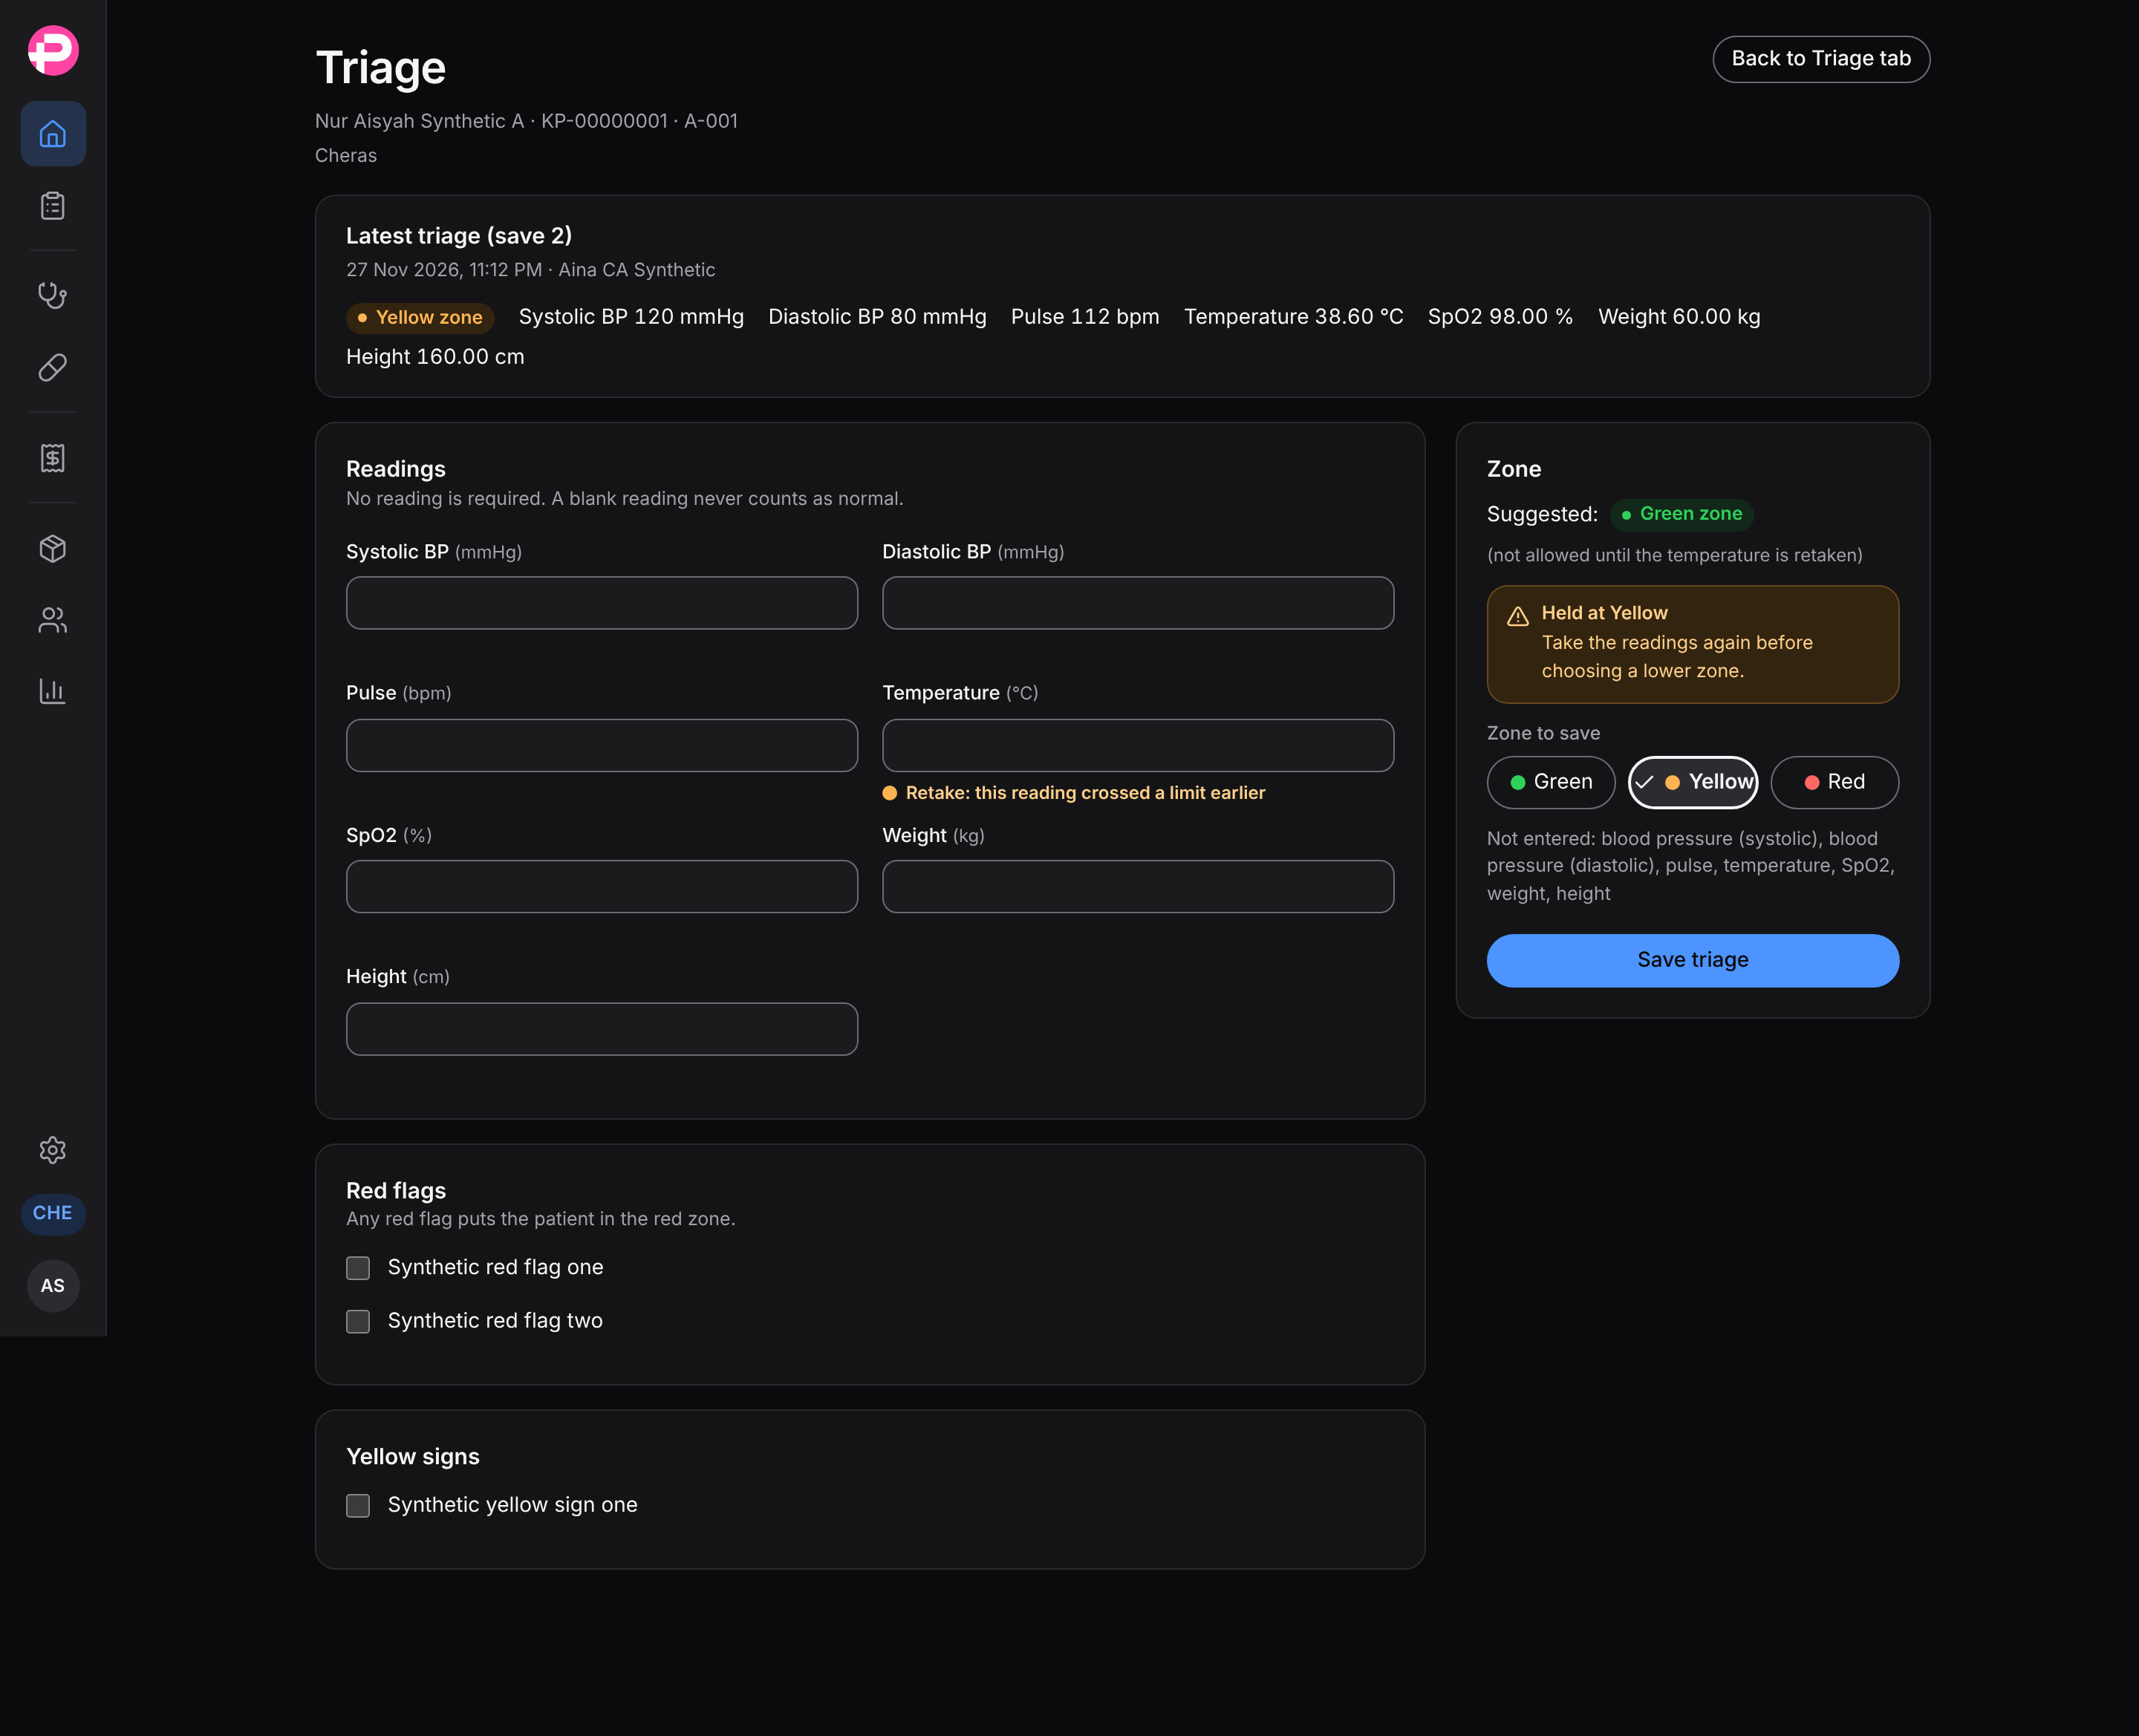 Triage
Back to Triage tab
Nur Aisyah Synthetic A · KP-00000001 · A-001
Cheras
Latest triage (save 2)
27 Nov 2026, 11:12 PM · Aina CA Synthetic
Yellow zone Systolic BP 120 mmHg Diastolic BP 80 mmHg Pulse 112 bpm Temperature 38.60 °C SpO2 98.00 % Weight 60.00 kg
Height 160.00 cm
Readings
No reading is required. A blank reading never counts as normal.
Systolic BP (mmHg) Diastolic BP (mmHg)
Pulse (bpm) Temperature (°C)
Retake: this reading crossed a limit earlier
SpO2 (%) Weight (kg)
Height (cm)
Zone
Suggested: Green zone
(not allowed until the temperature is retaken)
Held at Yellow
Take the readings again before
choosing a lower zone.
Zone to save
Green Yellow Red
Not entered: blood pressure (systolic), blood
pressure (diastolic), pulse, temperature, SpO2,
weight, height
Save triage
Red flags
Any red flag puts the patient in the red zone.
Synthetic red flag one
Synthetic red flag two
Yellow signs
Synthetic yellow sign one
CHE
AS